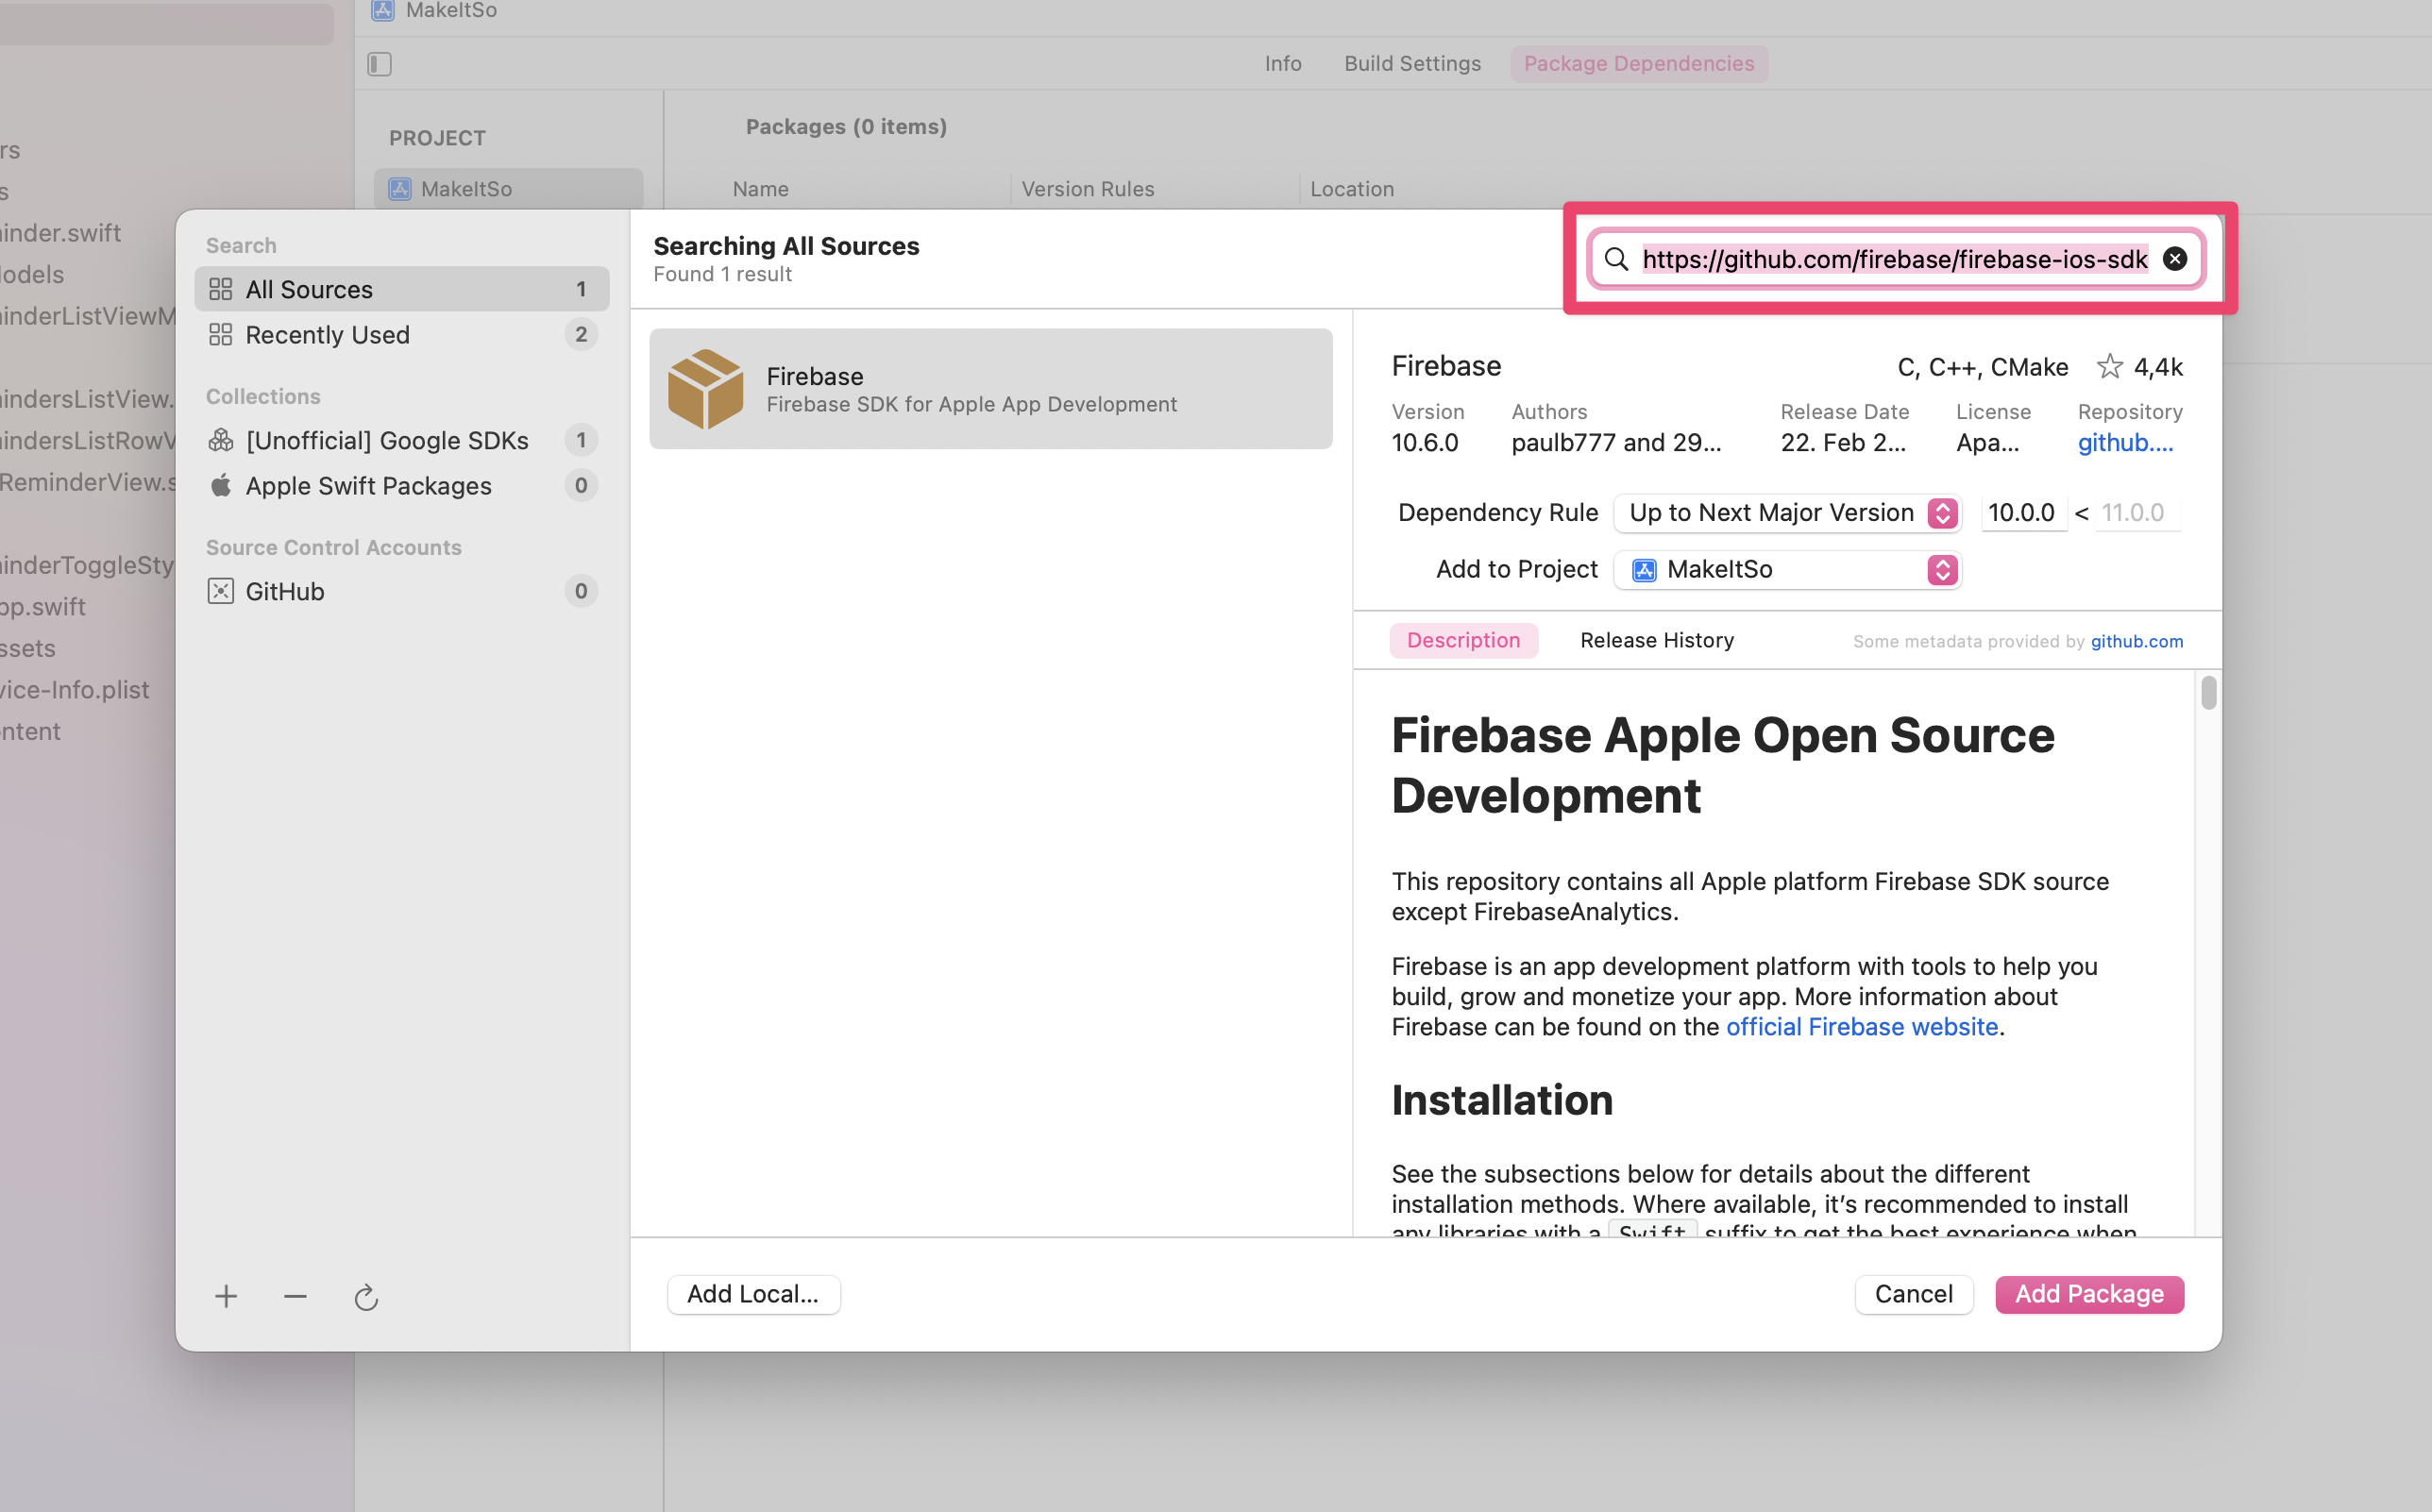 MakeItSo
Info Build Settings Package Dependencies
PROJECT
MakeItSo
Packages (0 items)
Name Version Rules Location
rs
s
inder.swift
odels
inderListViewM
indersListView.
indersListRowV
ReminderView.s
inderToggleSty
pp.swift
ssets
vice-Info.plist
ontent
Search
All Sources 1
Recently Used 2
Collections
[Unofficial] Google SDKs 1
Apple Swift Packages 0
Source Control Accounts
GitHub 0
Searching All Sources
Found 1 result
https://github.com/firebase/firebase-ios-sdk
Firebase
Firebase SDK for Apple App Development
Firebase C, C++, CMake 4,4k
Version Authors Release Date License Repository
10.6.0 paulb777 and 29... 22. Feb 2... Apa... github....
Dependency Rule Up to Next Major Version 10.0.0 < 11.0.0
Add to Project MakeItSo
Description Release History Some metadata provided by github.com
Firebase Apple Open Source
Development
This repository contains all Apple platform Firebase SDK source
except FirebaseAnalytics.
Firebase is an app development platform with tools to help you
build, grow and monetize your app. More information about
Firebase can be found on the official Firebase website.
Installation
See the subsections below for details about the different
installation methods. Where available, it’s recommended to install
any libraries with a Swift suffix to get the best experience when
Add Local... Cancel Add Package